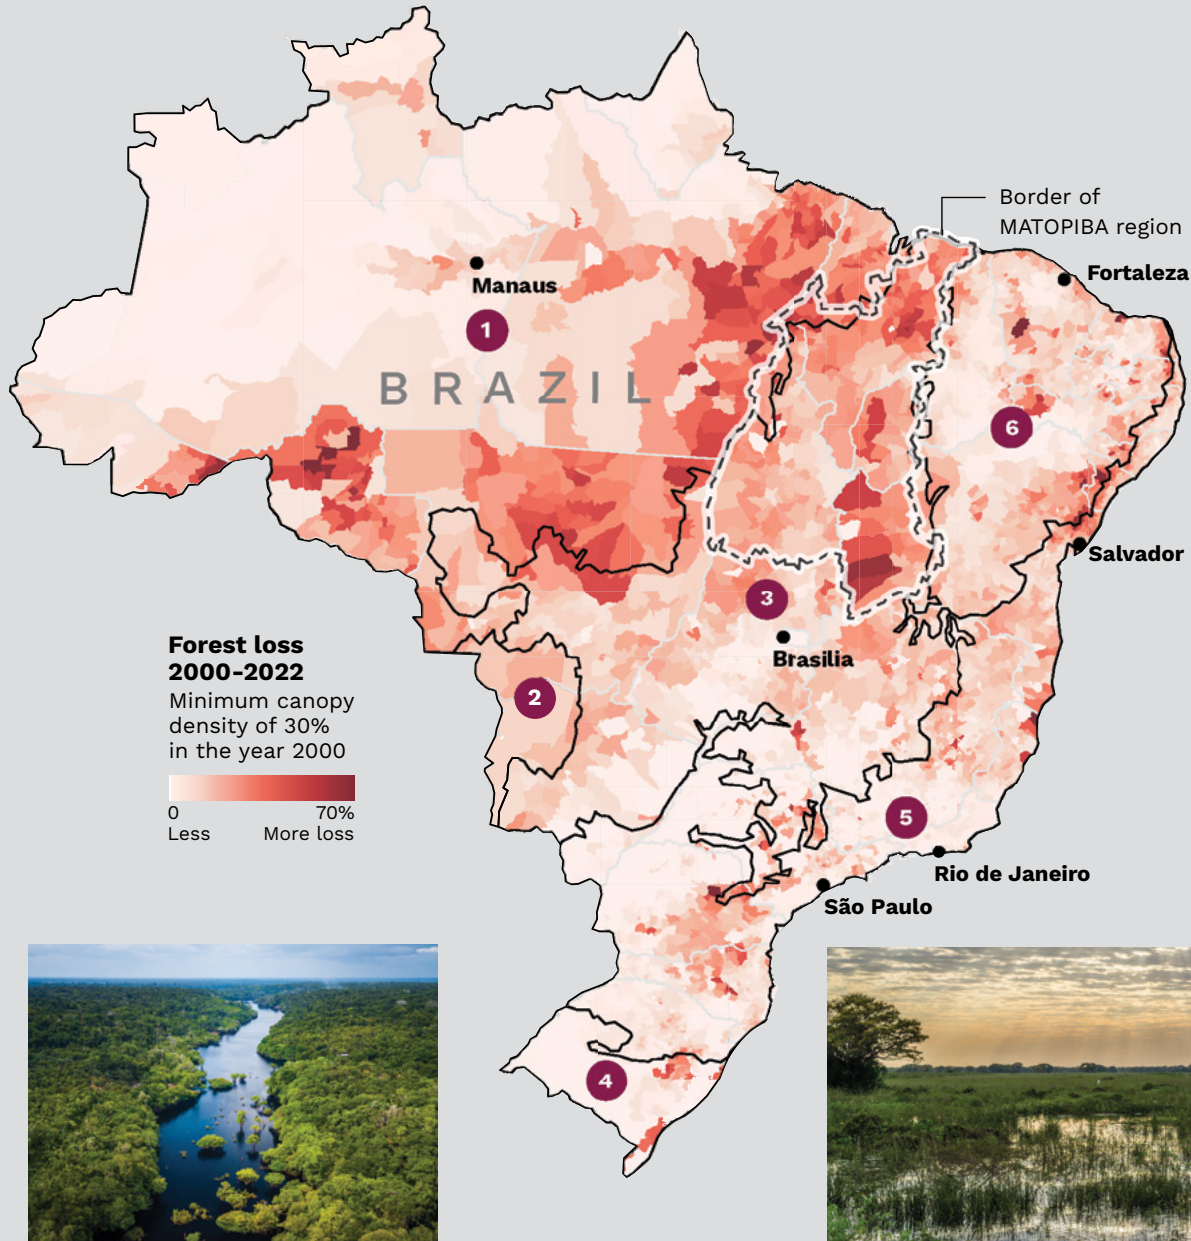 Border of
MATOPIBA region
Fortaleza
Manaus
1
BRAZIL
6
Salvador
3
Brasilia
Forest loss
2000-2022
Minimum canopy
density of 30%
in the year 2000
0
70%
Less
More loss
2
5
Rio de Janeiro
São Paulo
4